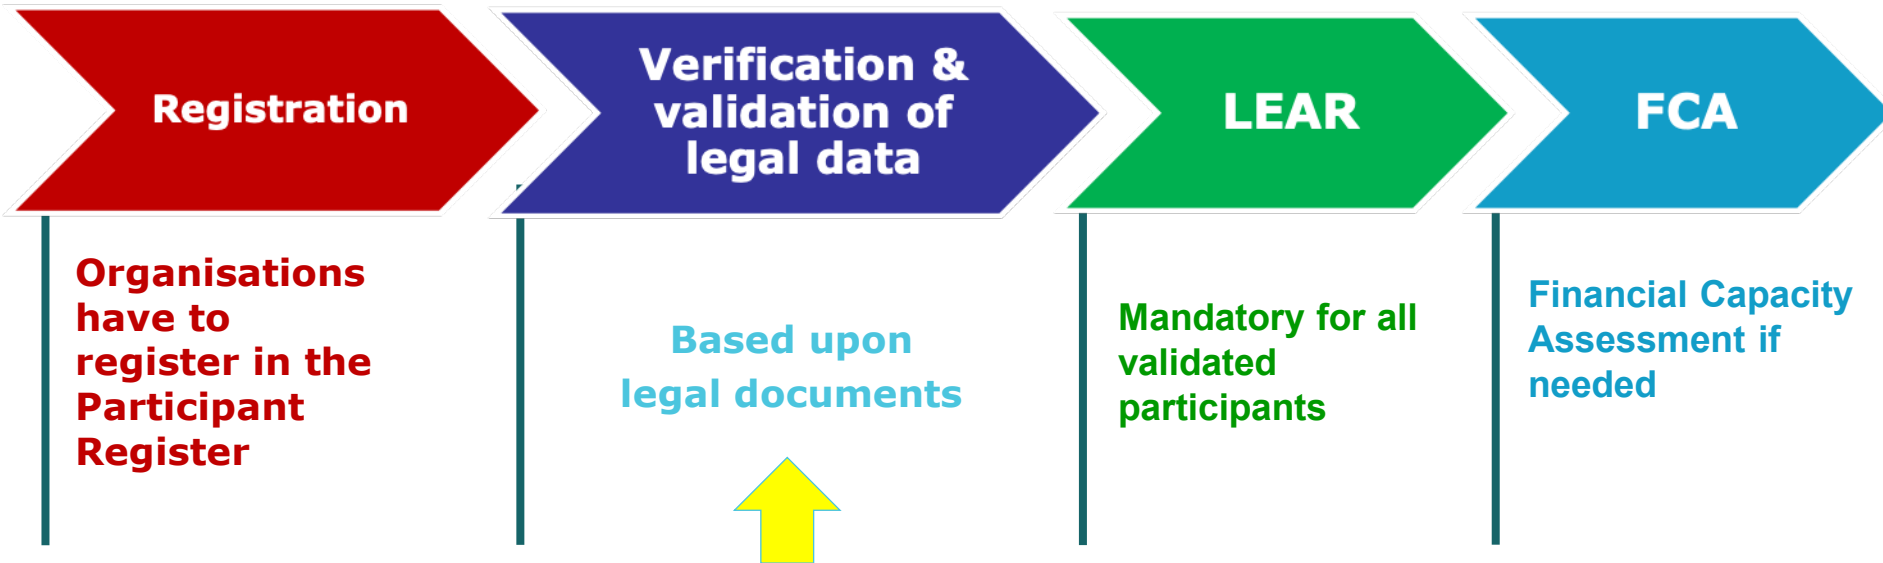 Registration
Verification &
validation of
legal data
LEAR
FCA
Organisations
have to
register in the
Participant
Register
Based upon
legal documents
Mandatory for all
validated
participants
Financial Capacity
Assessment if
needed